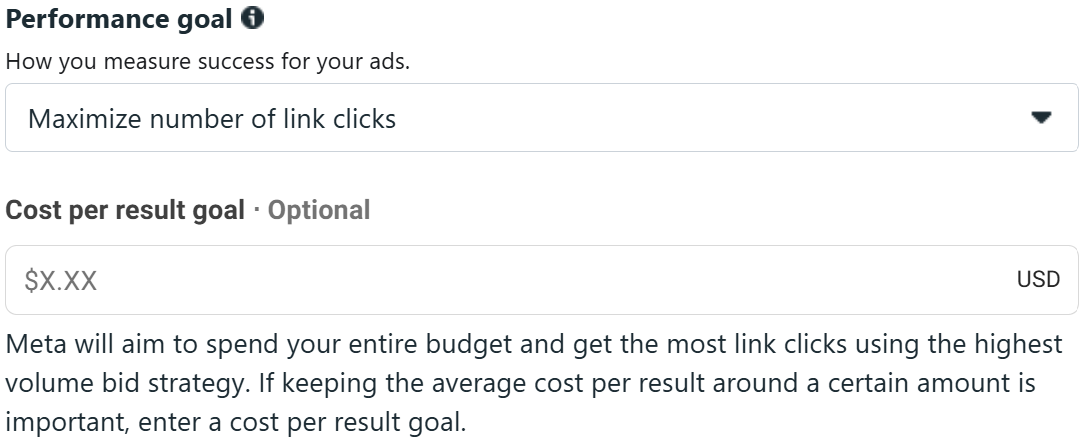 Performance goal
How you measure success for your ads.
Maximize number of link clicks
Cost per result goal · Optional
$X.XX USD
Meta will aim to spend your entire budget and get the most link clicks using the highest
volume bid strategy. If keeping the average cost per result around a certain amount is
important, enter a cost per result goal.